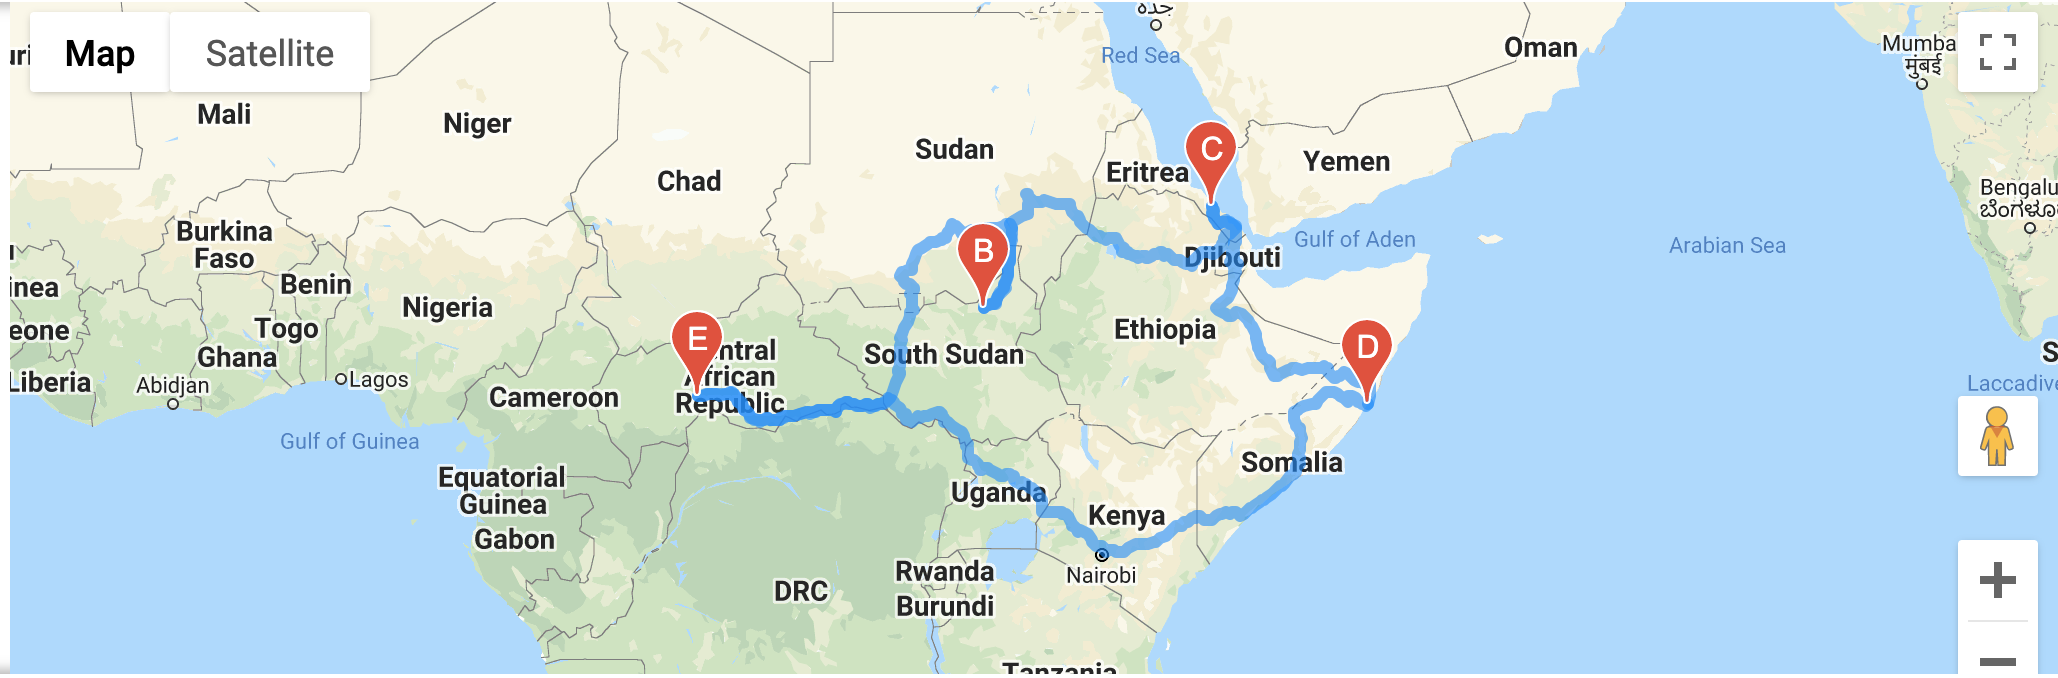 Map
Satellite
جدة
Red Sea
Oman
Mumba
मुंबई
Mali
Niger
Sudan
C
Eritrea
Yemen
Chad
Bengalu
Burkina
Faso
B
Djibouti
Gulf of Aden
Arabian Sea
inea
Benin
Nigeria
eone
Togo
Ghana
E
Ethiopia
D
South Sudan
ntral
African
Republic
Liberia
Abidjan
Lagos
Cameroon
Laccadive
Gulf of Guinea
Somalia
Equatorial
Guinea
Uganda
Kenya
Gabon
Nairobi
Rwanda
DRC
Burundi
Tanzania